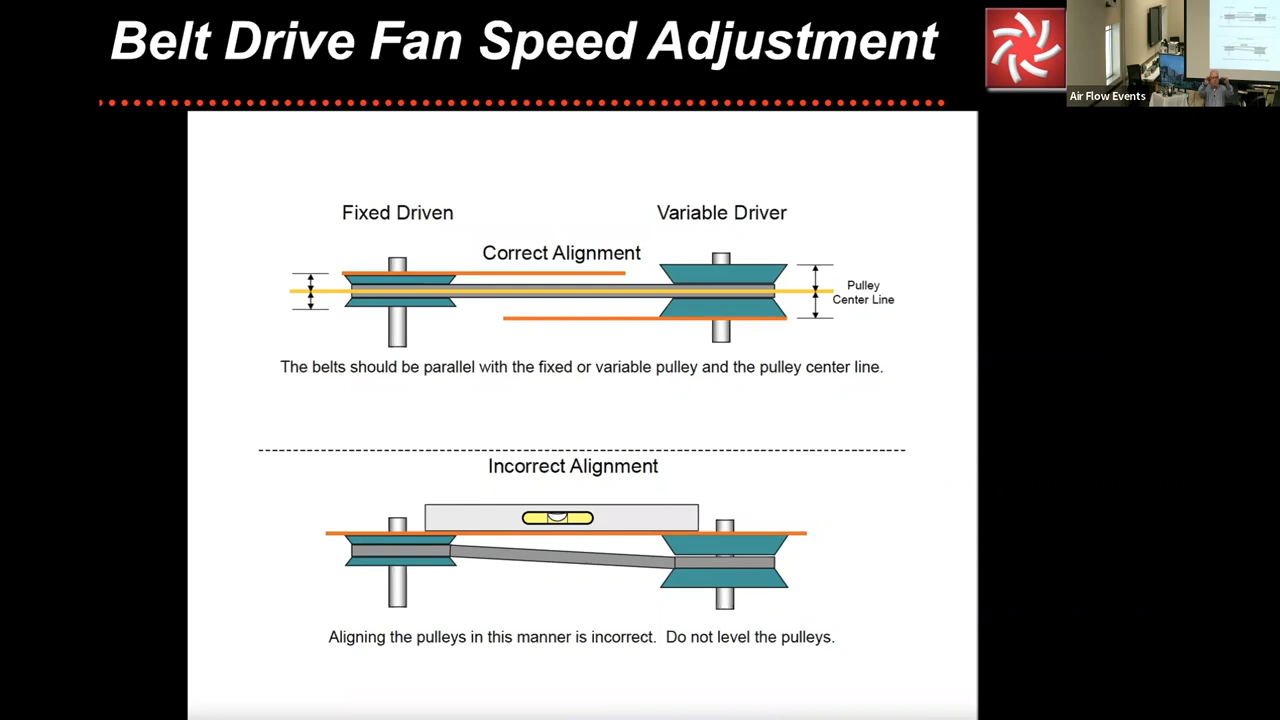 Belt Drive Fan Speed Adjustment
Air Flow Events
Fixed Driven
Variable Driver
Correct Alignment
Pulley
Center Line
The belts should be parallel with the fixed or variable pulley and the pulley center line.
Incorrect Alignment
Aligning the pulleys in this manner is incorrect.  Do not level the pulleys.